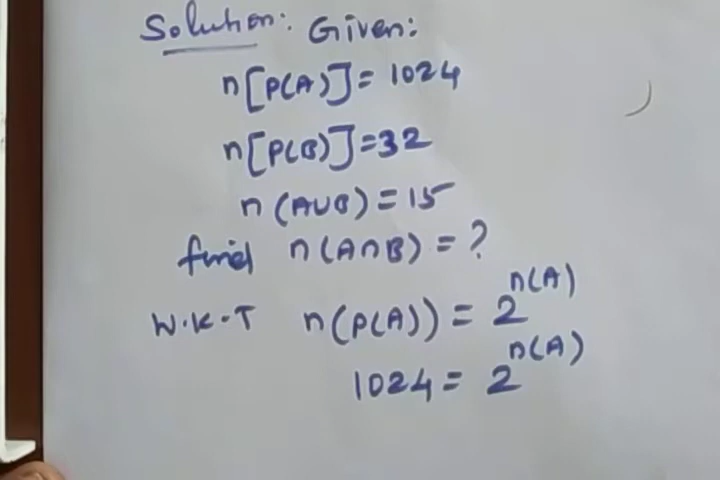 Solution: Given:
n[P(A)] = 1024
n[P(B)] = 32
n(A∪B) = 15
find n(A∩B) = ?
W.K.T n(P(A)) = 2^n(A)
1024 = 2^n(A)